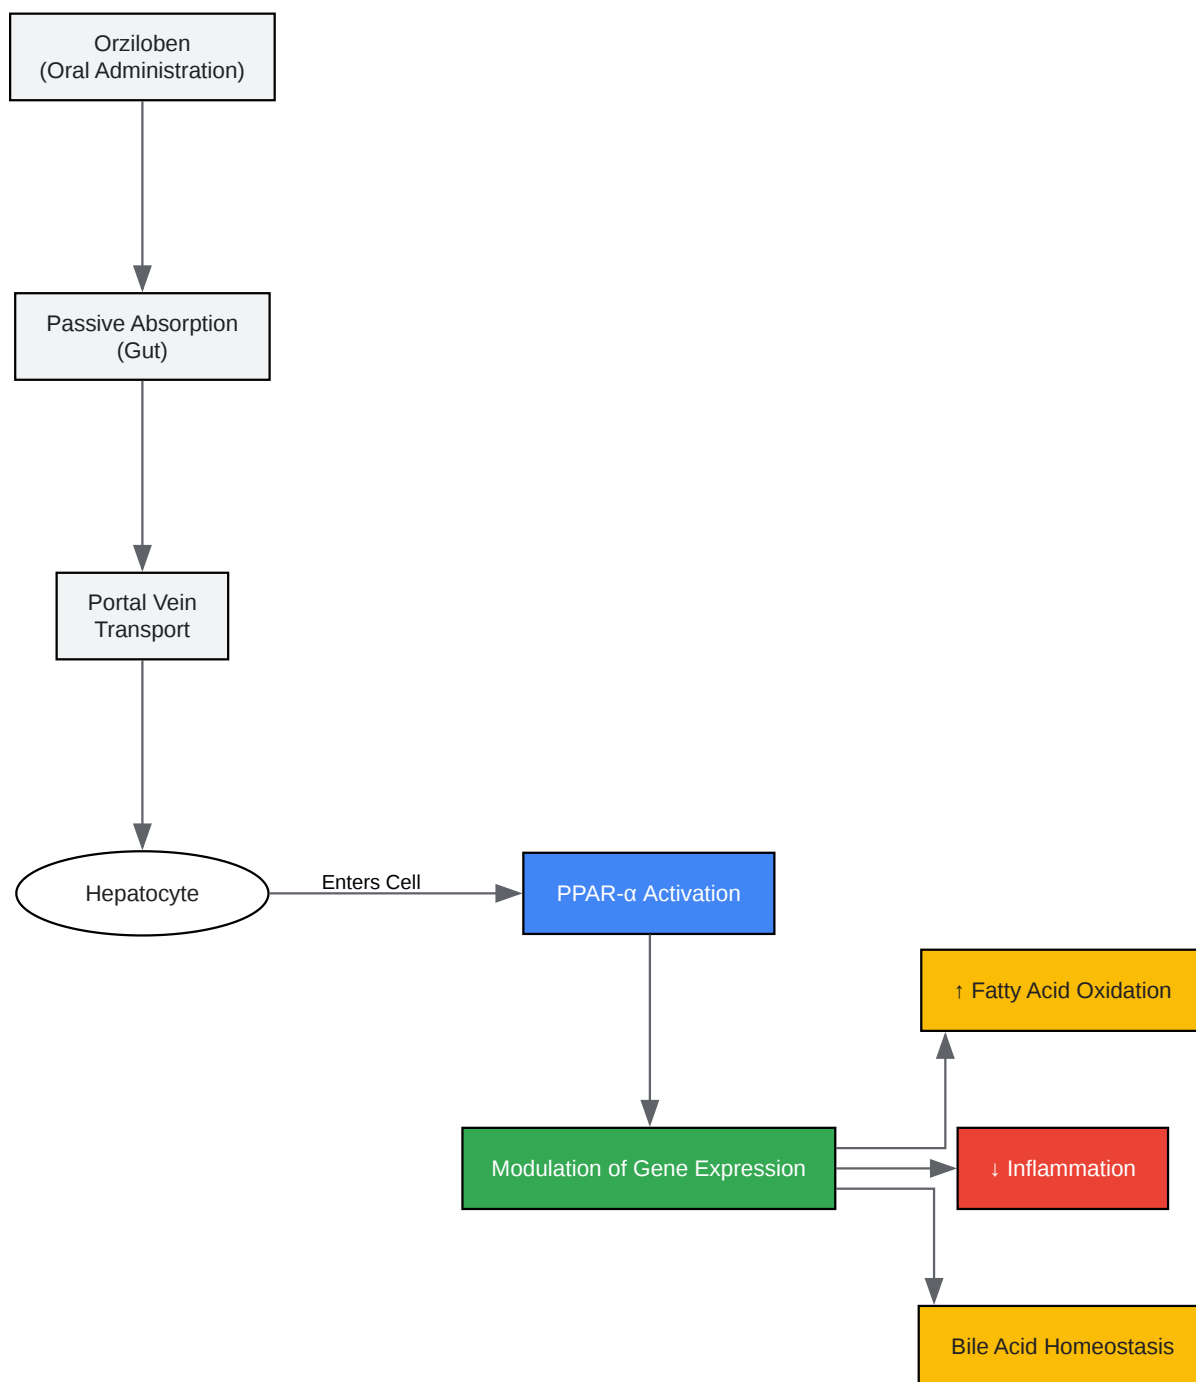 Orziloben
(Oral Administration)
Passive Absorption
(Gut)
Portal Vein
Transport
Hepatocyte
Enters Cell
PPAR-α Activation
↑ Fatty Acid Oxidation
Modulation of Gene Expression
↓ Inflammation
Bile Acid Homeostasis